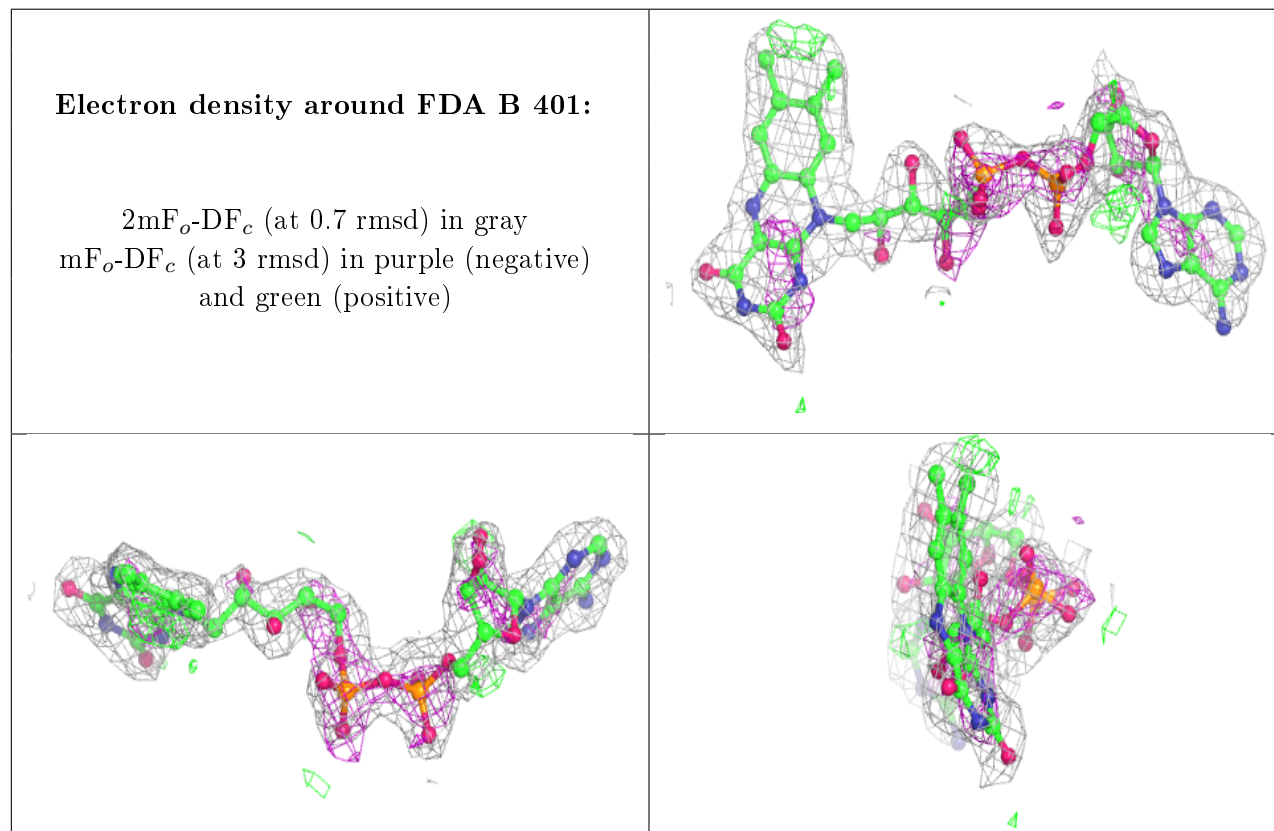 Electron density around FDA B 401:
2mFo-DFc (at 0.7 rmsd) in gray
mFo-DFc (at 3 rmsd) in purple (negative)
and green (positive)